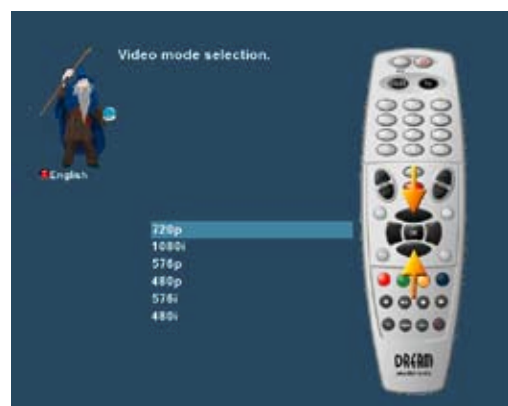 Video mode selection.
English
720p
1080i
576p
480p
576i
480i
DREAM